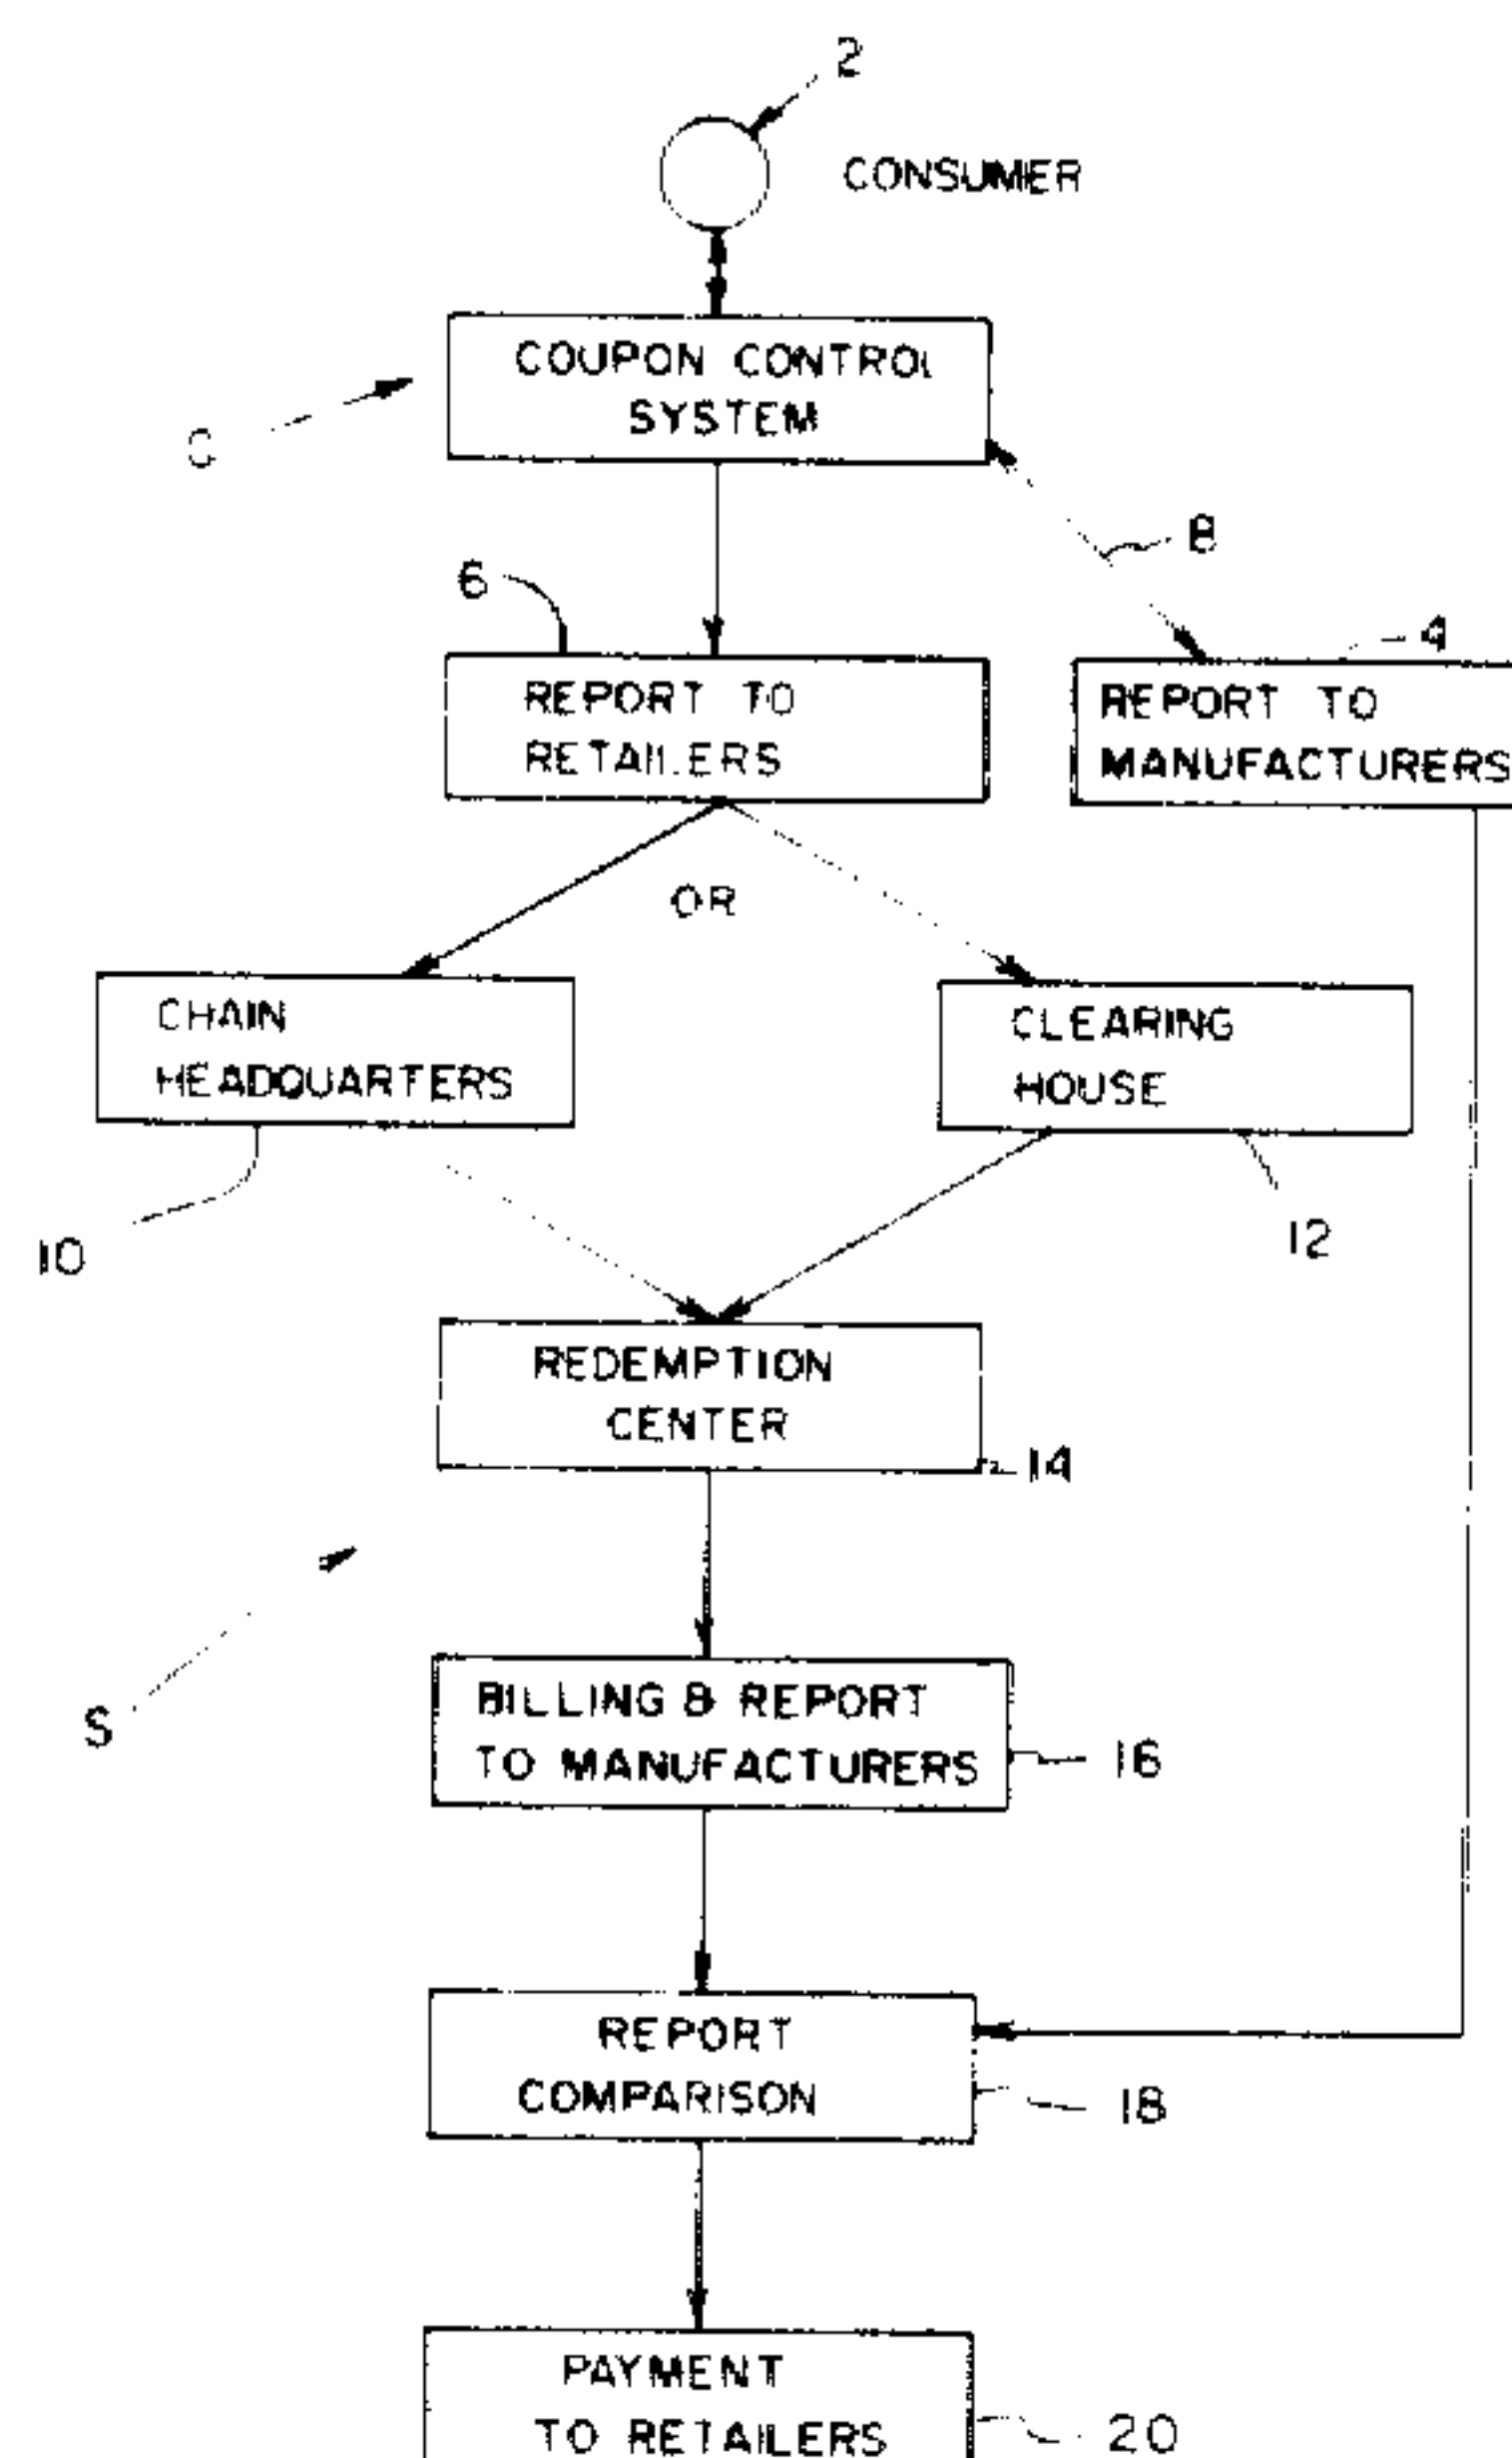 2
CONSUMER
COUPON CONTROL
SYSTEM
C
8
6
4
REPORT TO
RETAILERS
REPORT TO
MANUFACTURERS
OR
CHAIN
HEADQUARTERS
CLEARING
HOUSE
10
12
REDEMPTION
CENTER
14
S
BILLING & REPORT
TO MANUFACTURERS
16
REPORT
COMPARISON
18
PAYMENT
TO RETAILERS
20